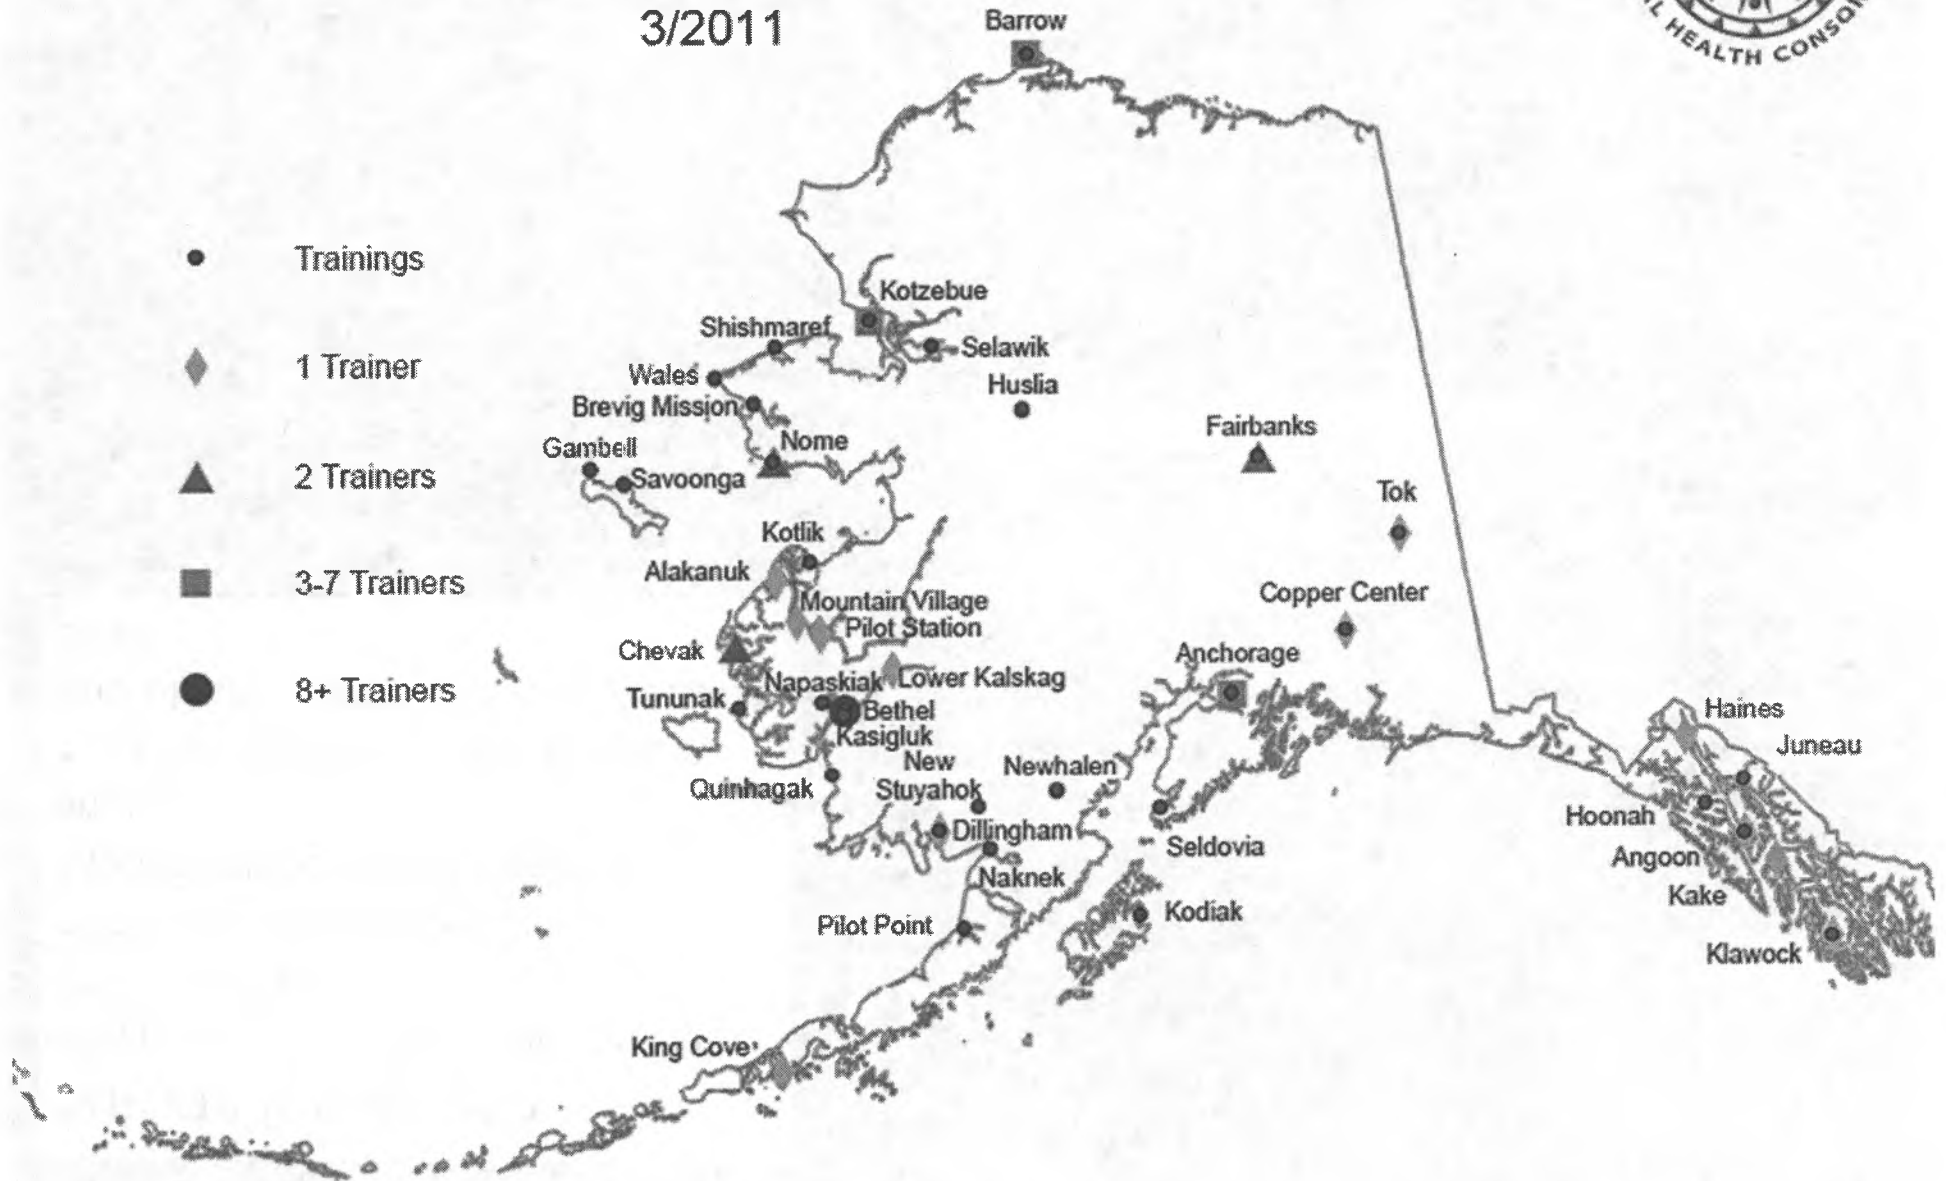 3/2011
HEALTH
Barrow
Trainings
1 Trainer
2 Trainers
3-7 Trainers
8+ Trainers
Kotzebue
Shishmaref
Selawik
Wales
Huslia
Brevig Mission
Fairbanks
Nome
Gambell
Savoonga
Tok
Kotlik
Alakanuk
Copper Center
Mountain Village
Pilot Station
Chevak
Anchorage
Lower Kalskag
Napaskiak
Tununak
Bethel
Kasigluk
Haines
Juneau
New
Stuyahok
Newhalen
Quinhagak
Dillingham
Hoonah
Seldovia
Angoon
Naknek
Kake
Kodiak
Pilot Point
Klawock
King Cove